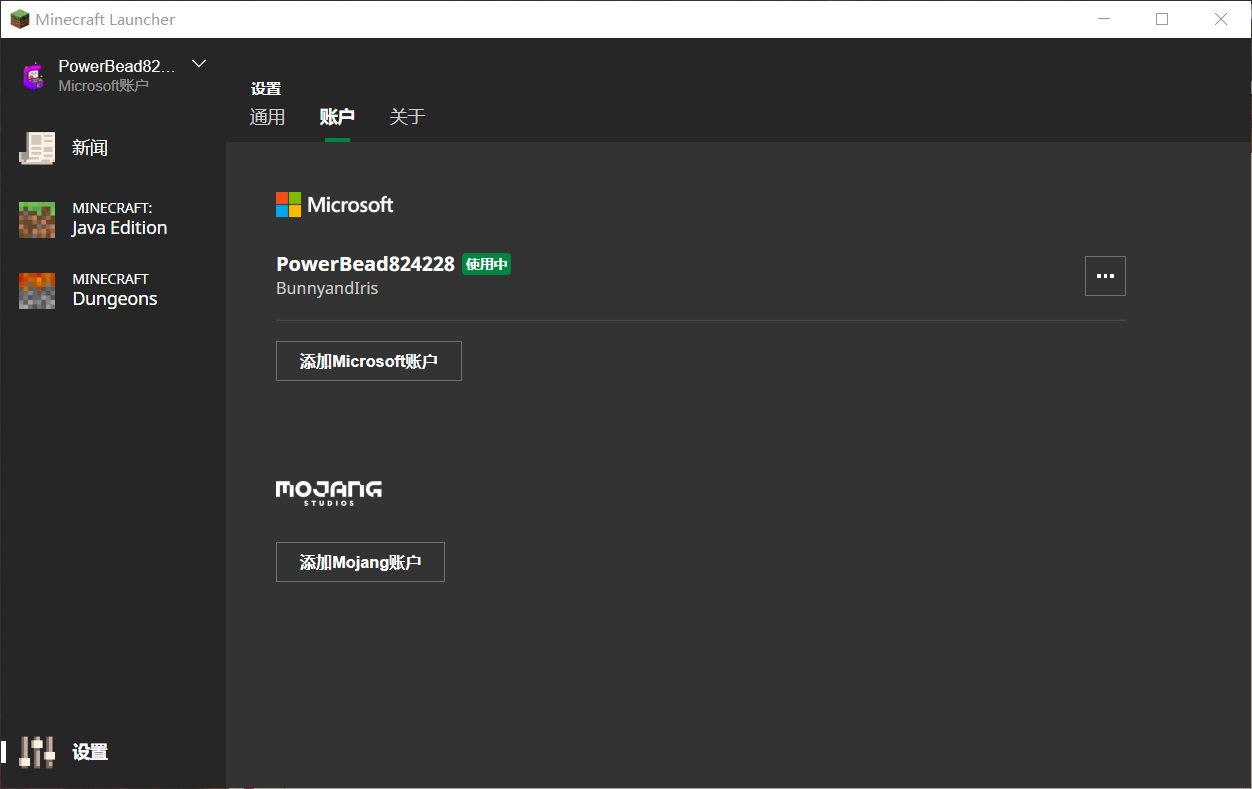 Minecraft Launcher
PowerBead82...
Microsoft账户
新闻
MINECRAFT:
Java Edition
MINECRAFT
Dungeons
设置
设置
通用 账户 关于
Microsoft
PowerBead824228 使用中
BunnyandIris
添加Microsoft账户
MOJANG
STUDIOS
添加Mojang账户